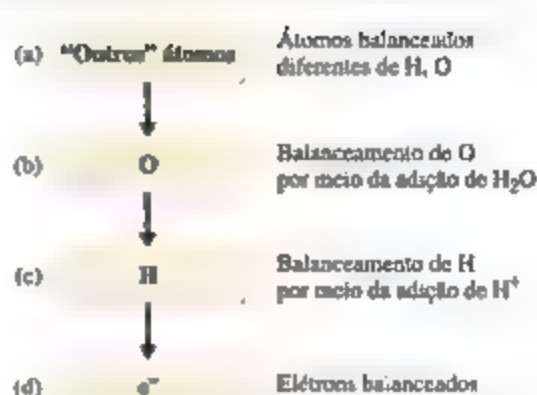 (a) "Outros" átomos
Átomos balanceados
diferentes de H, O
(b) O
Balanceamento de O
por meio da adição de H₂O
(c) H
Balanceamento de H
por meio da adição de H⁺
(d) e⁻
Elétrons balanceados